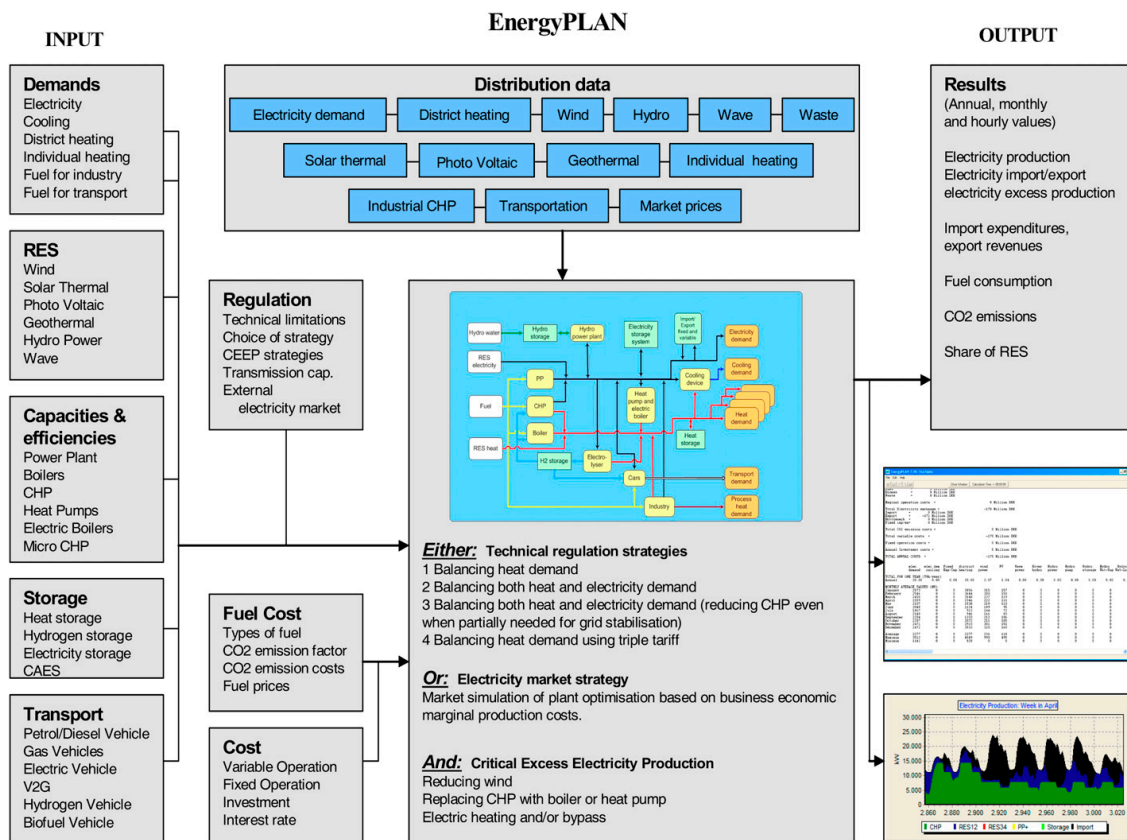 EnergyPLAN
INPUT
OUTPUT
Demands
Electricity
Cooling
District heating
Individual heating
Fuel for industry
Fuel for transport
RES
Wind
Solar Thermal
Photo Voltaic
Geothermal
Hydro Power
Wave
Capacities &
efficiencies
Power Plant
Boilers
CHP
Heat Pumps
Electric Boilers
Micro CHP
Storage
Heat storage
Hydrogen storage
Electricity storage
CAES
Transport
Petrol/Diesel Vehicle
Gas Vehicles
Electric Vehicle
V2G
Hydrogen Vehicle
Biofuel Vehicle
Regulation
Technical limitations
Choice of strategy
CEEP strategies
Transmission cap.
External
electricity market
Fuel Cost
Types of fuel
CO2 emission factor
CO2 emission costs
Fuel prices
Cost
Variable Operation
Fixed Operation
Investment
Interest rate
Distribution data
Electricity demand
District heating
Wind
Hydro
Wave
Waste
Solar thermal
Photo Voltaic
Geothermal
Individual heating
Industrial CHP
Transportation
Market prices
Hydro water
Hydro
storage
Hydro
power plant
Electricity
storage
system
Import/
Export
fixed and
variable
Electricity
demand
RES
electricity
PP
Cooling
device
Cooling
demand
Fuel
CHP
Heat
pump and
electric
boiler
Heat
demand
Boiler
RES heat
Heat
storage
H2 storage
Electro-
lyser
Cars
Transport
demand
Industry
Process
heat demand
Either: Technical regulation strategies
1 Balancing heat demand
2 Balancing both heat and electricity demand
3 Balancing both heat and electricity demand (reducing CHP even
when partially needed for grid stabilisation)
4 Balancing heat demand using triple tariff
Or: Electricity market strategy
Market simulation of plant optimisation based on business economic
marginal production costs.
And: Critical Excess Electricity Production
Reducing wind
Replacing CHP with boiler or heat pump
Electric heating and/or bypass
Results
(Annual, monthly
and hourly values)
Electricity production
Electricity import/export
electricity excess production
Import expenditures,
export revenues
Fuel consumption
CO2 emissions
Share of RES
Electricity Production: Week in April
30.000
25.000
20.000
15.000
10.000
5.000
0
kW
2.860
2.880
2.900
2.920
2.940
2.960
2.980
3.000
3.020
CHP
RES12
RES34
PP+
Storage
Import